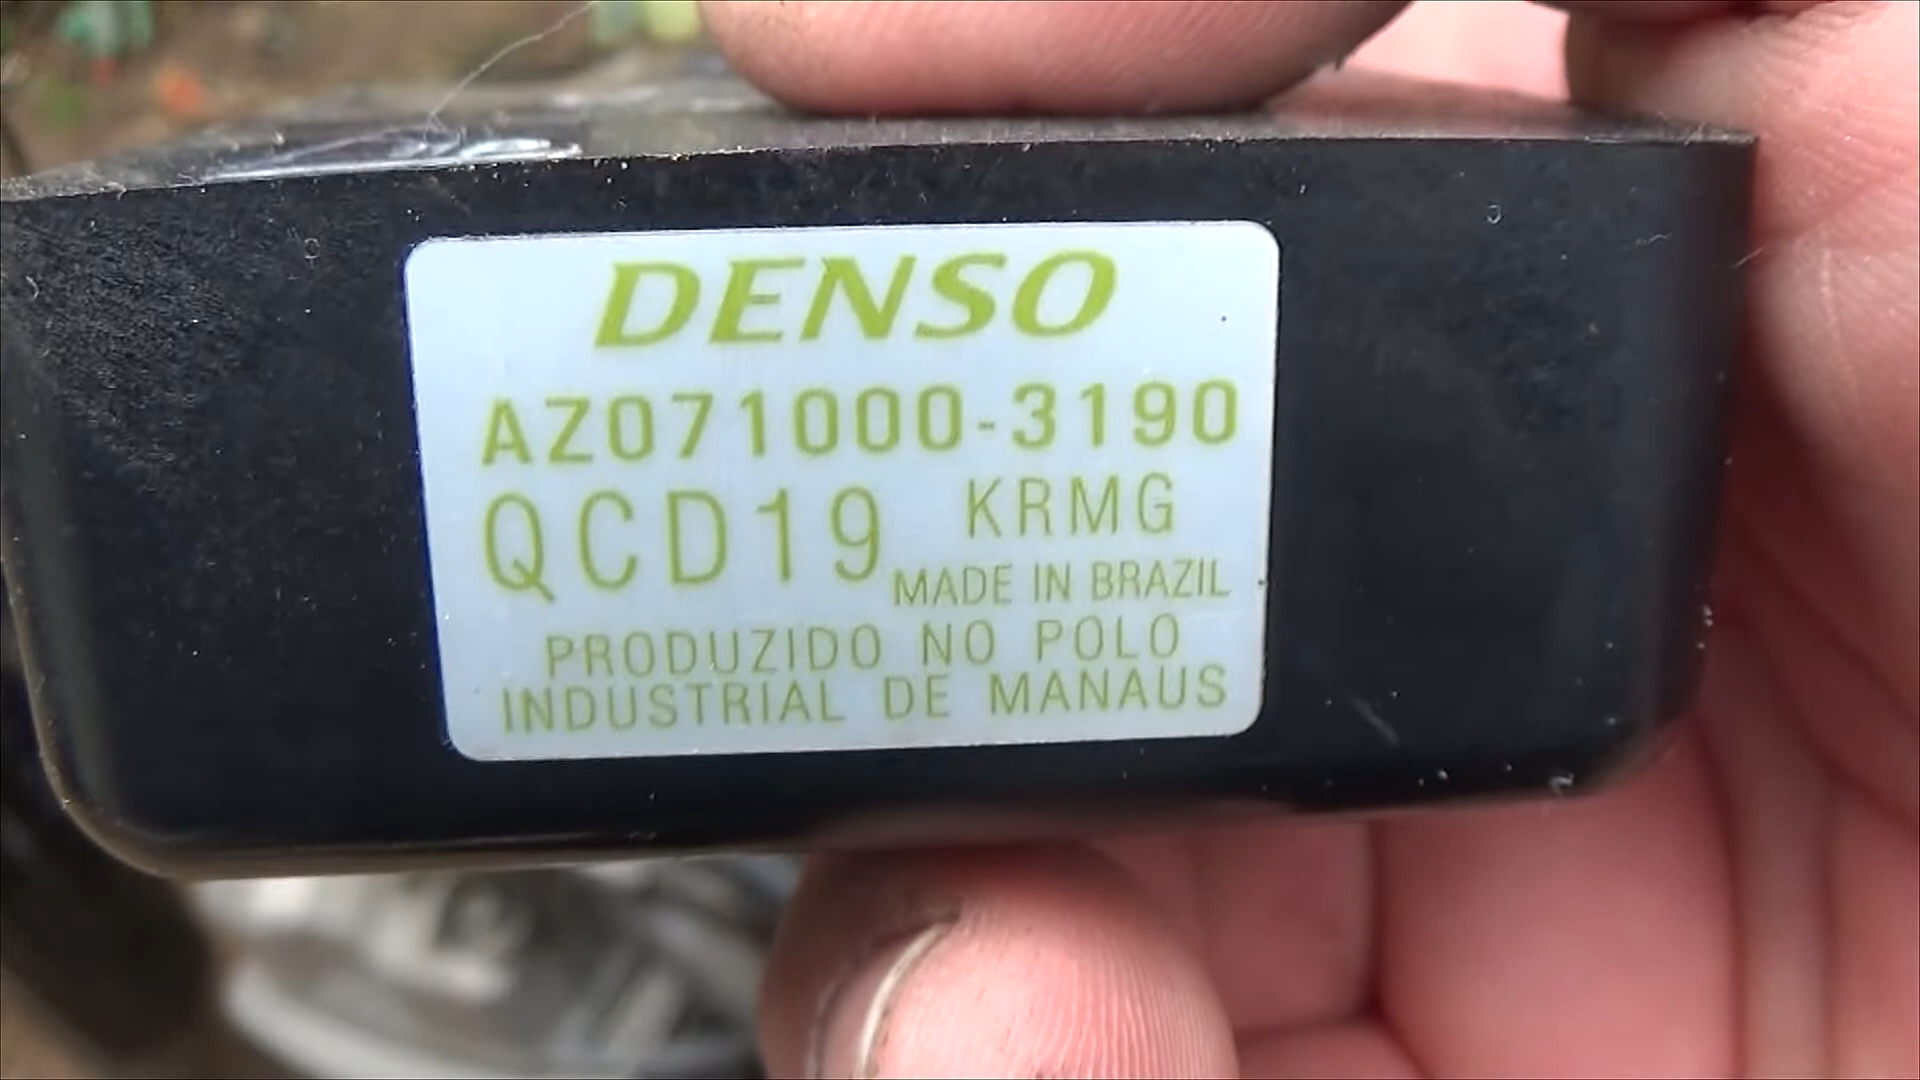 DENSO
AZ071000-3190
QCD19 KRMG
MADE IN BRAZIL
PRODUZIDO NO POLO
INDUSTRIAL DE MANAUS